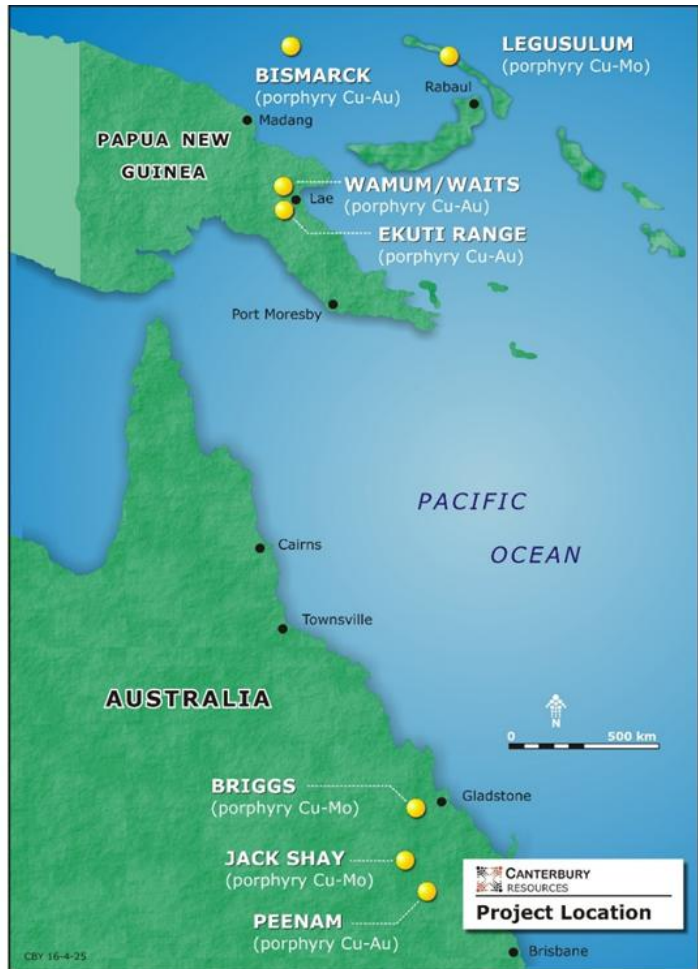 LEGUSULUM
(porphyry Cu-Mo)
BISMARCK
(porphyry Cu-Au)
Rabaul
Madang
PAPUA NEW
GUINEA
WAMUM/WAITS
(porphyry Cu-Au)
Lae
EKUTI RANGE
(porphyry Cu-Au)
Port Moresby
PACIFIC
OCEAN
Cairns
Townsville
AUSTRALIA
N
0 500 km
BRIGGS
(porphyry Cu-Mo)
Gladstone
JACK SHAY
(porphyry Cu-Mo)
PEENAM
(porphyry Cu-Au)
CANTERBURY
RESOURCES
Project Location
Brisbane
CBY 16-4-25